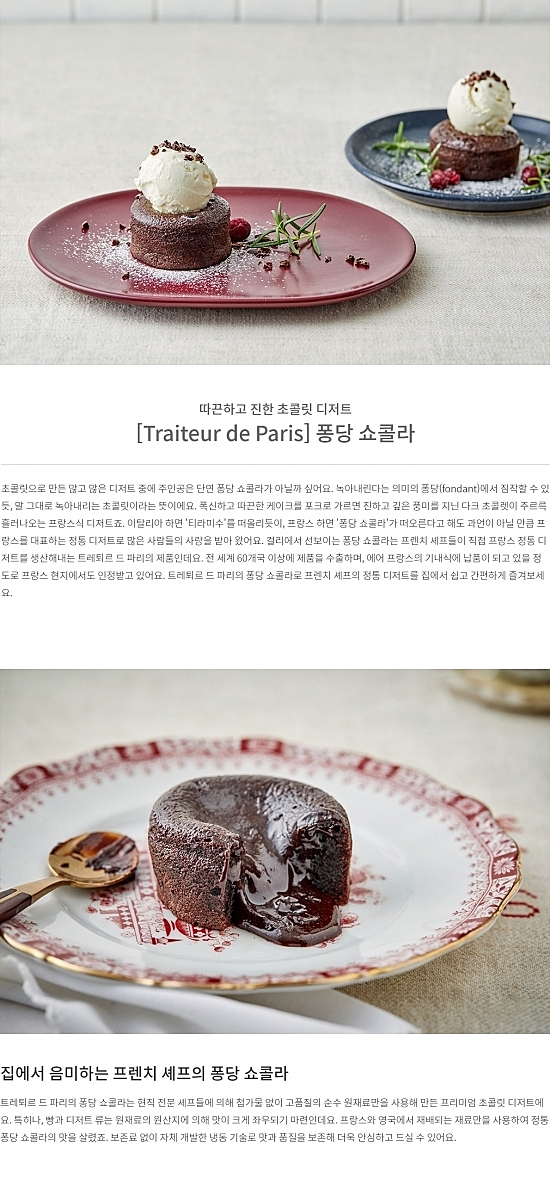 따끈하고 진한 초콜릿 디저트
[Traiteur de Paris] 퐁당 쇼콜라
초콜릿으로 만든 많고 많은 디저트 중에 주인공은 단연 퐁당 쇼콜라가 아닐까 싶어요. 녹아내린다는 의미의 퐁당(fondant)에서 짐작할 수 있
듯, 말 그대로 녹아내리는 초콜릿이라는 뜻이에요. 폭신하고 따끈한 케이크를 포크로 가르면 진하고 깊은 풍미를 지닌 다크 초콜렛이 주르륵
흘러나오는 프랑스식 디저트죠. 이탈리아 하면 '티라미수'를 떠올리듯이, 프랑스 하면 '퐁당 쇼콜라'가 떠오른다고 해도 과언이 아닐 만큼 프
랑스를 대표하는 정통 디저트로 많은 사람들의 사랑을 받아 왔어요. 컬리에서 선보이는 퐁당 쇼콜라는 프렌치 셰프들이 직접 프랑스 정통 디
저트를 생산해내는 트레퇴르 드 파리의 제품인데요. 전 세계 60개국 이상에 제품을 수출하며, 에어 프랑스의 기내식에 납품이 되고 있을 정
도로 프랑스 현지에서도 인정받고 있어요. 트레퇴르 드 파리의 퐁당 쇼콜라로 프렌치 셰프의 정통 디저트를 집에서 쉽고 간편하게 즐겨보세
요.
집에서 음미하는 프렌치 셰프의 퐁당 쇼콜라
트레퇴르 드 파리의 퐁당 쇼콜라는 현직 전문 셰프들에 의해 첨가물 없이 고품질의 순수 원재료만을 사용해 만든 프리미엄 초콜릿 디저트예
요. 특히나, 빵과 디저트 류는 원재료의 원산지에 의해 맛이 크게 좌우되기 마련인데요. 프랑스와 영국에서 재배되는 재료만을 사용하여 정통
퐁당 쇼콜라의 맛을 살렸죠. 보존료 없이 자체 개발한 냉동 기술로 맛과 품질을 보존해 더욱 안심하고 드실 수 있어요.